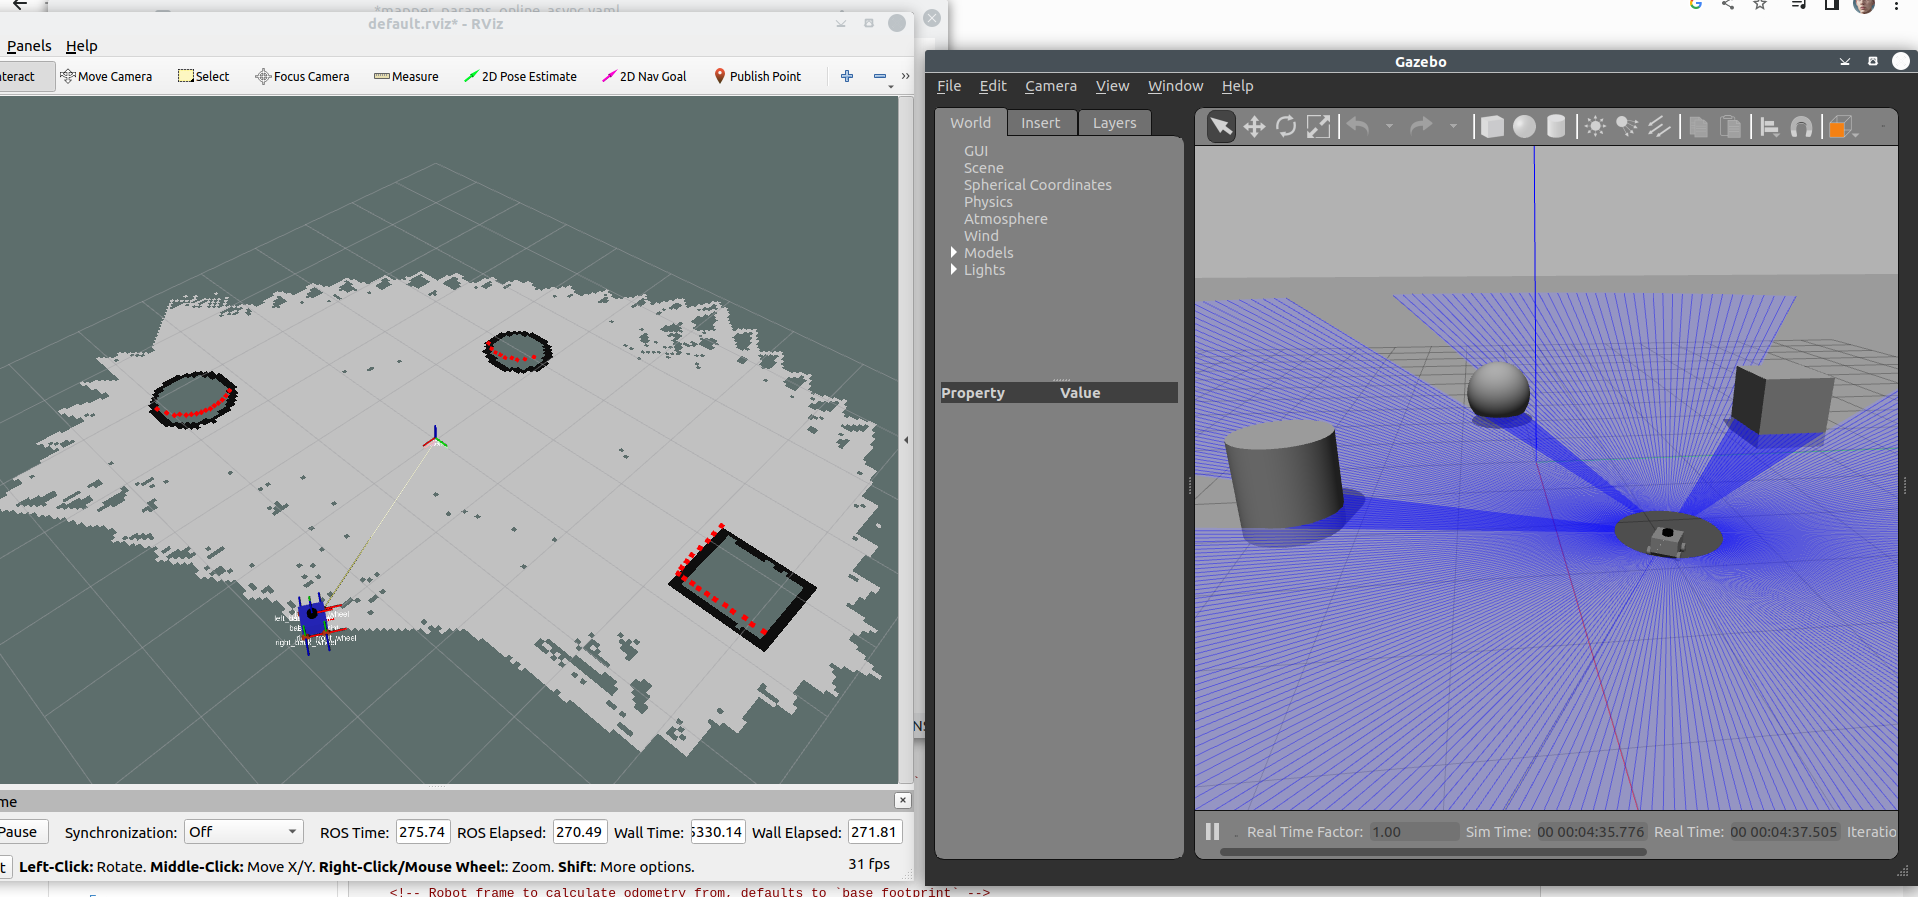 *mapper_params_online_async.yaml
default.rviz* - RViz
Panels Help
nteract Move Camera Select Focus Camera Measure 2D Pose Estimate 2D Nav Goal Publish Point
wheel
right_back_wheel
me
Pause Synchronization: Off ROS Time: 275.74 ROS Elapsed: 270.49 Wall Time: 5330.14 Wall Elapsed: 271.81
t Left-Click: Rotate. Middle-Click: Move X/Y. Right-Click/Mouse Wheel:: Zoom. Shift: More options. 31 fps
<!-- Robot frame to calculate odometry from, defaults to `base_footprint` -->
NS
Gazebo
File Edit Camera View Window Help
World Insert Layers
GUI
Scene
Spherical Coordinates
Physics
Atmosphere
Wind
Models
Lights
Property Value
Real Time Factor: 1.00 Sim Time: 00 00:04:35.776 Real Time: 00 00:04:37.505 Iteratio